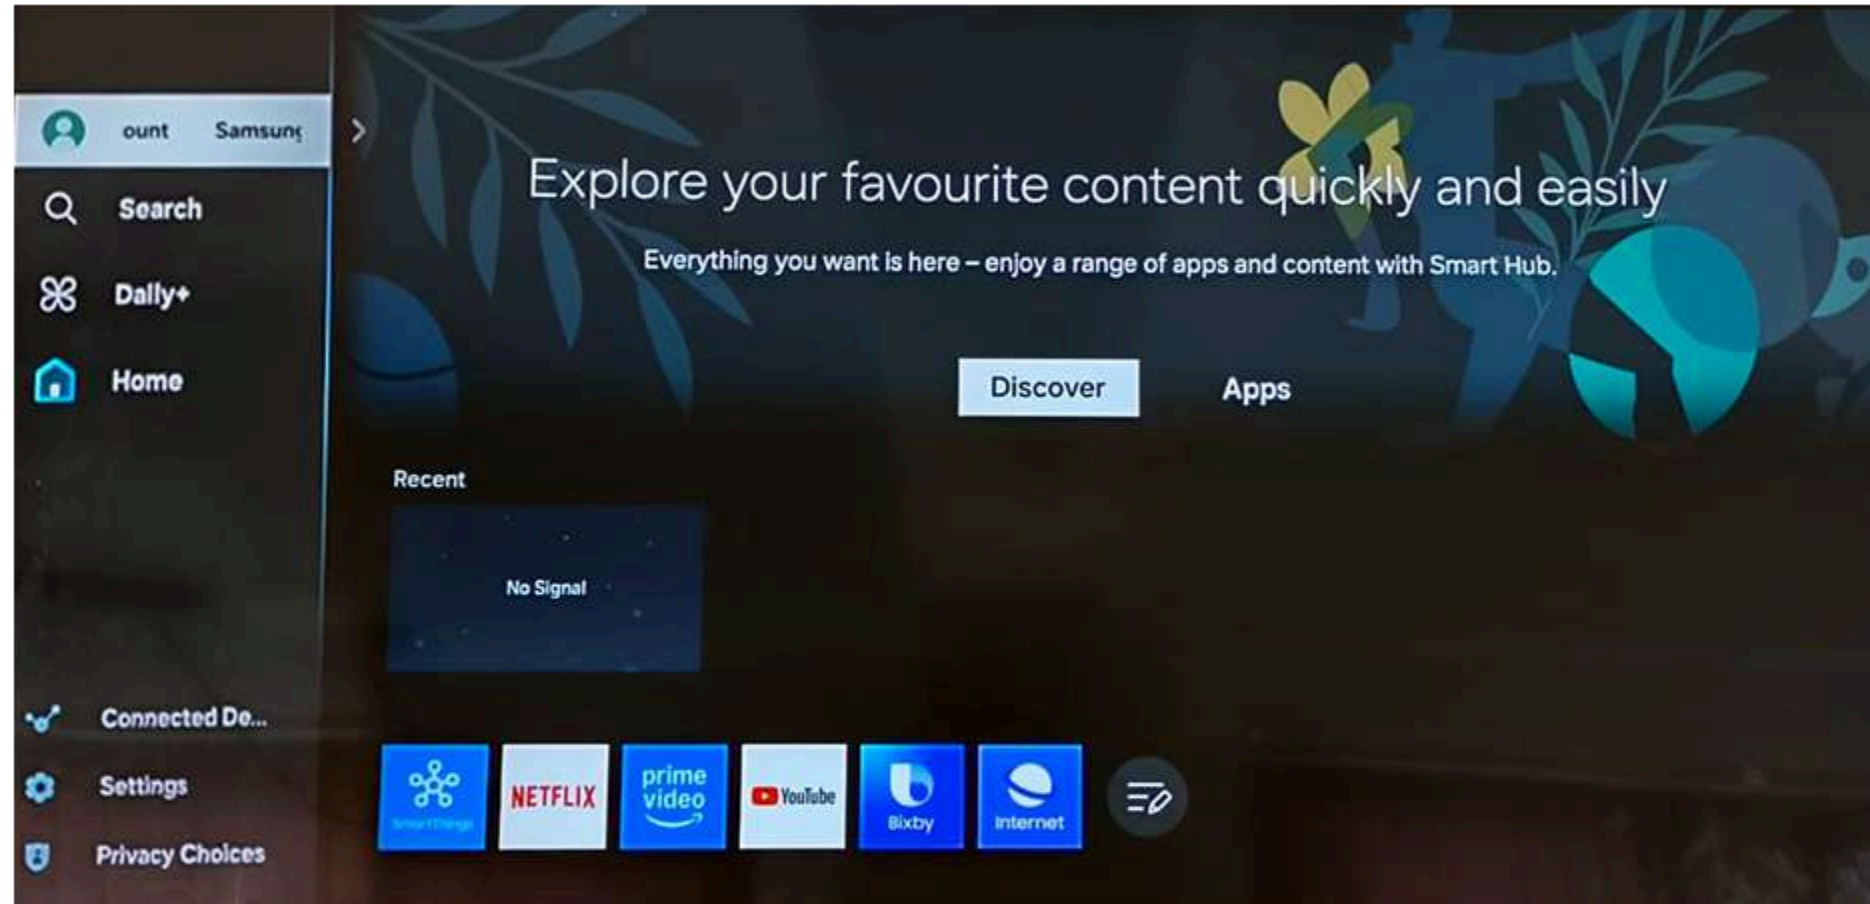 ount Samsung
Search
Daily+
Home
Connected De...
Settings
Privacy Choices
Explore your favourite content quickly and easily
Everything you want is here – enjoy a range of apps and content with Smart Hub.
Discover Apps
Recent
No Signal
SmartThings
NETFLIX
prime
video
YouTube
Bixby
Internet